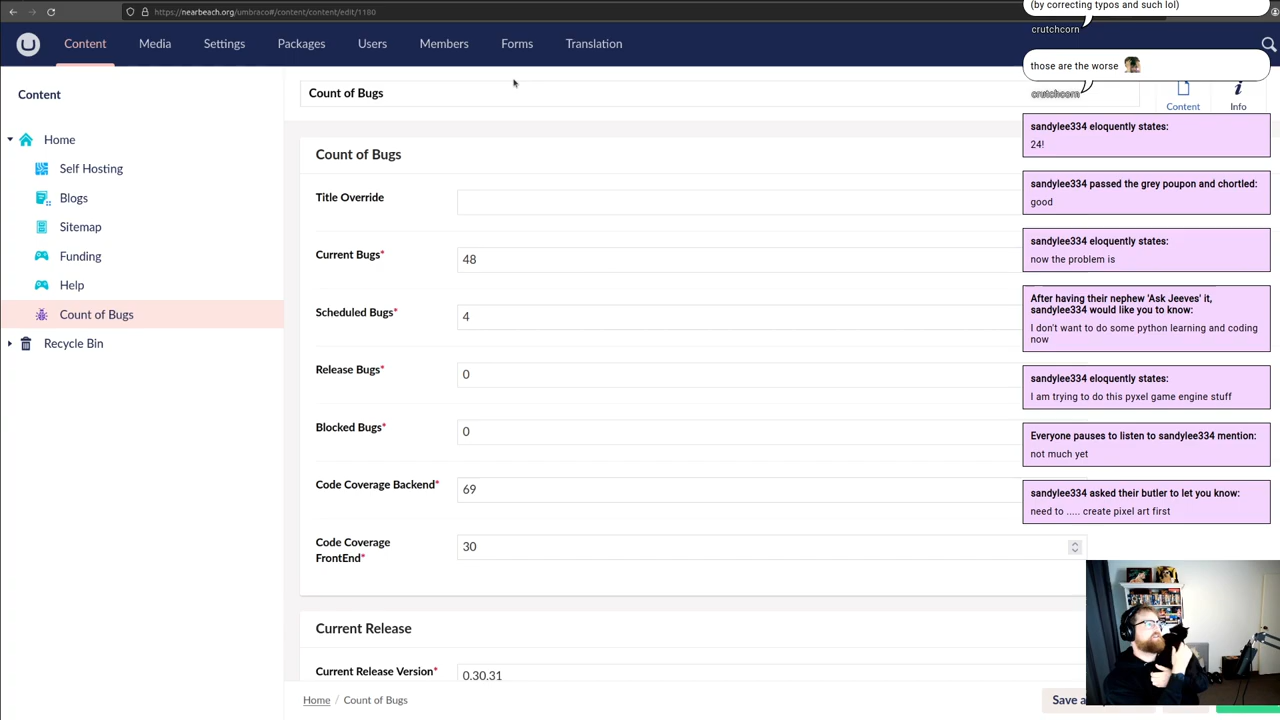 https://nearbeach.org/umbraco#/content/content/edit/1180
Content
Media
Settings
Packages
Users
Members
Forms
Translation
Content
Home
Self Hosting
Blogs
Sitemap
Funding
Help
Count of Bugs
Recycle Bin
Count of Bugs
Content
Info
Count of Bugs
Title Override
Current Bugs*
48
Scheduled Bugs*
4
Release Bugs*
0
Blocked Bugs*
0
Code Coverage Backend*
69
Code Coverage
FrontEnd*
30
Current Release
Current Release Version*
0.30.31
Home / Count of Bugs
(by correcting typos and such lol)
crutchcorn
those are the worse
crutchcorn
sandylee334 eloquently states:
24!
sandylee334 passed the grey poupon and chortled:
good
sandylee334 eloquently states:
now the problem is
After having their nephew 'Ask Jeeves' it,
sandylee334 would like you to know:
I don't want to do some python learning and coding
now
sandylee334 eloquently states:
I am trying to do this pyxel game engine stuff
Everyone pauses to listen to sandylee334 mention:
not much yet
sandylee334 asked their butler to let you know:
need to ..... create pixel art first
Save a